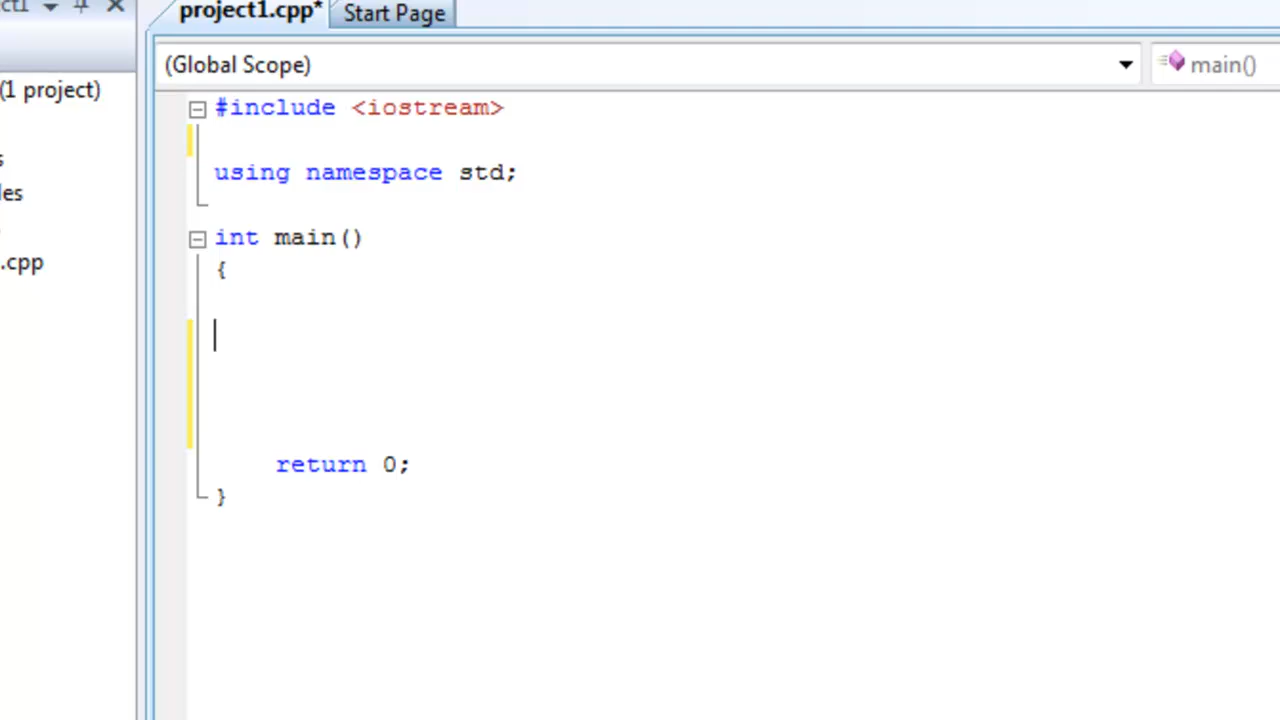 project1.cpp* Start Page
(Global Scope) main()
(1 project)
.cpp
#include <iostream>
using namespace std;
int main()
{
return 0;
}